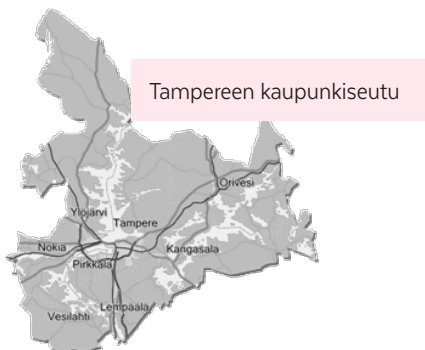 Tampereen kaupunkiseutu
Orivesi
Ylöjärvi
Tampere
Nokia
Kangasala
Pirkkala
Lempäälä
Vesilahti